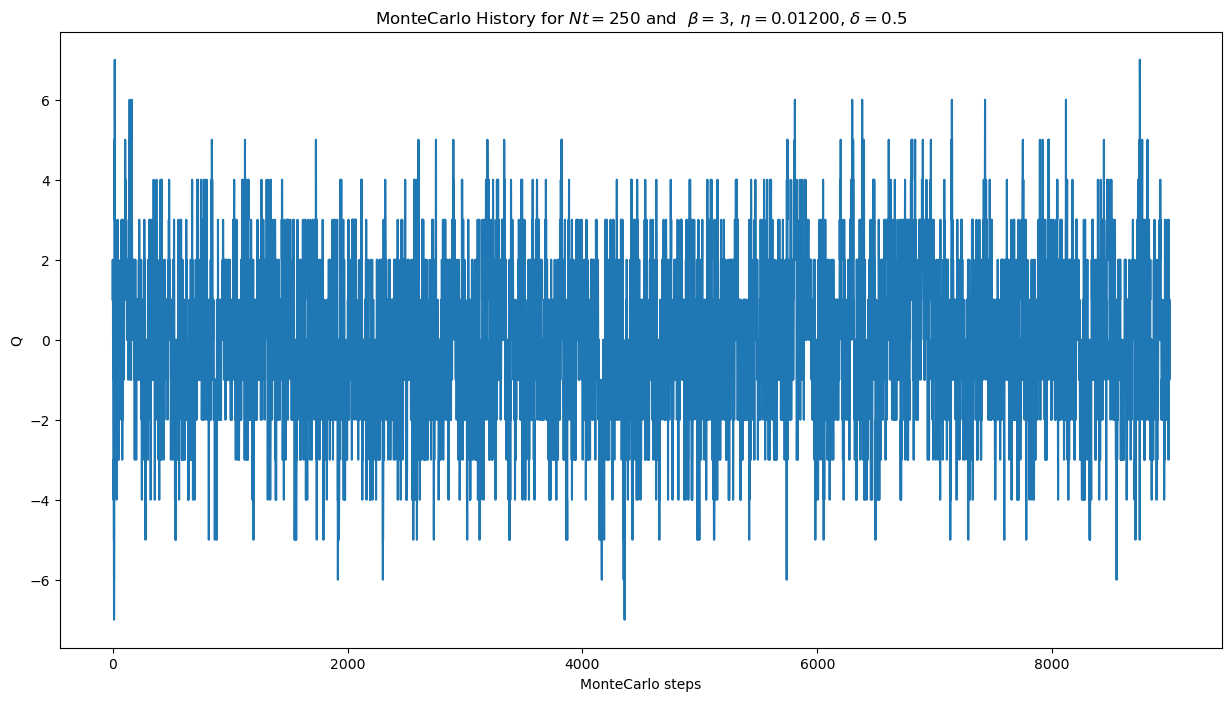 MonteCarlo History for Nt = 250 and β = 3, η = 0.01200, δ = 0.5
6
4
2
0
−2
−4
−6
Q
0 2000 4000 6000 8000
MonteCarlo steps